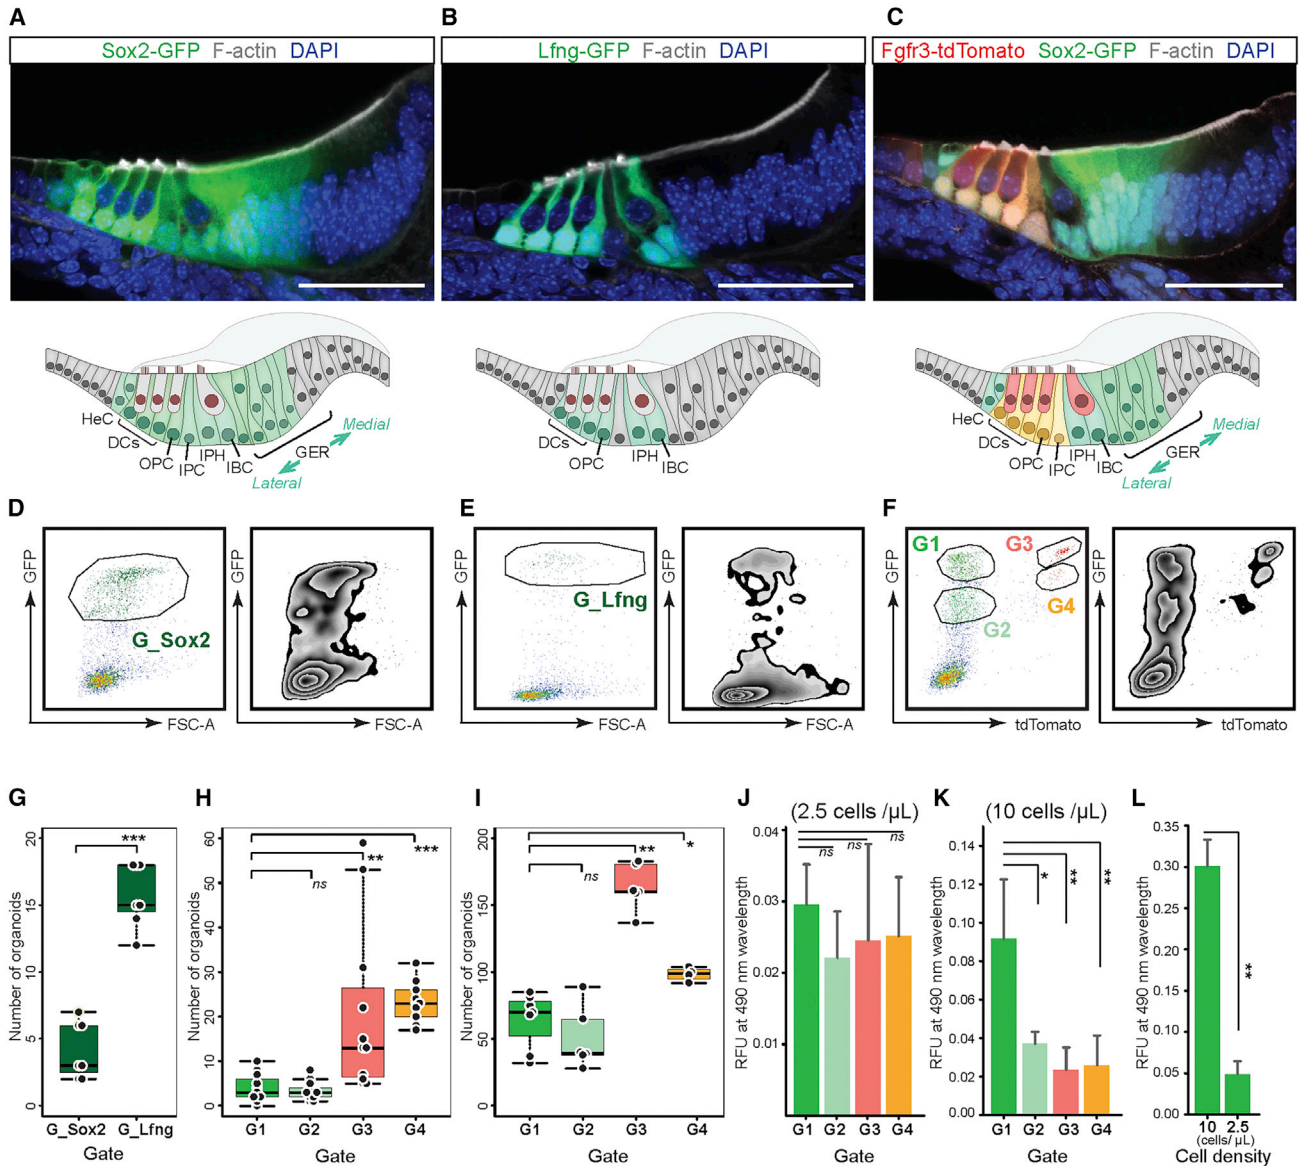 A
B
C
Sox2-GFP F-actin DAPI
Lfng-GFP F-actin DAPI
Fgfr3-tdTomato Sox2-GFP F-actin DAPI
HeC
DCs
OPC
IPC
IPH
IBC
GER
Medial
Lateral
HeC
DCs
OPC
IPH
IBC
HeC
DCs
OPC
IPC
IPH
IBC
GER
Medial
Lateral
D
GFP
G_Sox2
FSC-A
GFP
FSC-A
E
GFP
G_Lfng
FSC-A
GFP
FSC-A
F
GFP
G1
G2
G3
G4
tdTomato
GFP
tdTomato
G
Number of organoids
20
15
10
5
0
***
G_Sox2
G_Lfng
Gate
H
Number of organoids
60
50
40
30
20
10
0
***
**
ns
G1 G2 G3 G4
Gate
I
Number of organoids
200
150
100
50
0
*
**
ns
G1 G2 G3 G4
Gate
J
(2.5 cells /µL)
RFU at 490 nm wavelength
0.04
0.03
0.02
0.01
ns
ns
ns
G1 G2 G3 G4
Gate
K
(10 cells /µL)
RFU at 490 nm wavelength
0.14
0.12
0.10
0.08
0.06
0.04
0.02
0.00
*
**
**
G1 G2 G3 G4
Gate
L
RFU at 490 nm wavelength
0.35
0.30
0.25
0.20
0.15
0.10
0.05
0.00
**
10 2.5
(cells/ µL)
Cell density